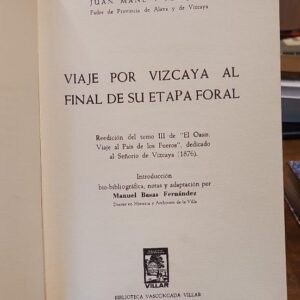 JUAN MAÑÉ Y
Padre de Provincia de Alava y de Vizcaya
VIAJE POR VIZCAYA AL
FINAL DE SU ETAPA FORAL
Reedición del tomo III de "El Oasis.
Viaje al País de los Fueros", dedicado
al Señorío de Vizcaya (1876).
Introducción
bio-bibliográfica, notas y adaptación por
Manuel Basas Fernández
Doctor en Historia y Archivero de la Villa
VILLAR
BIBLIOTECA VASCONGADA VILLAR